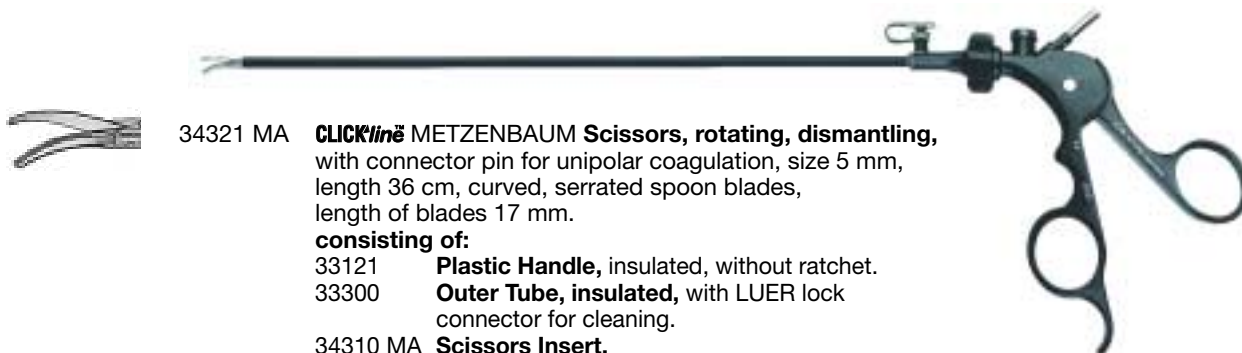 34321 MA CLICK'line METZENBAUM Scissors, rotating, dismantling,
with connector pin for unipolar coagulation, size 5 mm,
length 36 cm, curved, serrated spoon blades,
length of blades 17 mm.
consisting of:
33121 Plastic Handle, insulated, without ratchet.
33300 Outer Tube, insulated, with LUER lock
connector for cleaning.
34310 MA Scissors Insert.